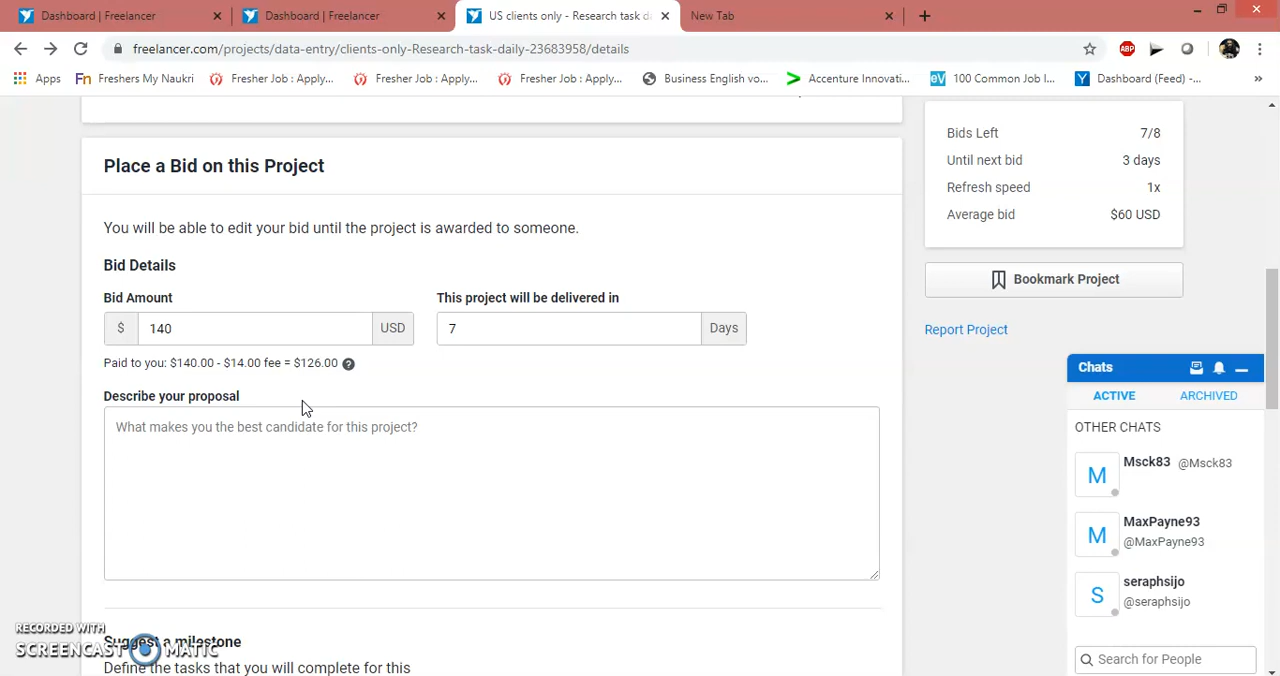 Dashboard | Freelancer
Dashboard | Freelancer
US clients only - Research task da
New Tab
freelancer.com/projects/data-entry/clients-only-Research-task-daily-23683958/details
ABP
Apps
Freshers My Naukri
Fresher Job : Apply...
Fresher Job : Apply...
Fresher Job : Apply...
Business English vo...
Accenture Innovati...
eV
100 Common Job I...
Y
Dashboard (Feed) -...
»
Place a Bid on this Project
You will be able to edit your bid until the project is awarded to someone.
Bid Details
Bid Amount
This project will be delivered in
$ 140 USD
7 Days
Paid to you: $140.00 - $14.00 fee = $126.00 ?
Describe your proposal
What makes you the best candidate for this project?
Suggest a milestone
Define the tasks that you will complete for this
RECORDED WITH
SCREENCAST MATIC
Bids Left 7/8
Until next bid 3 days
Refresh speed 1x
Average bid $60 USD
Bookmark Project
Report Project
Chats
ACTIVE ARCHIVED
OTHER CHATS
M
Msck83 @Msck83
M
MaxPayne93
@MaxPayne93
S
seraphsijo
@seraphsijo
Search for People